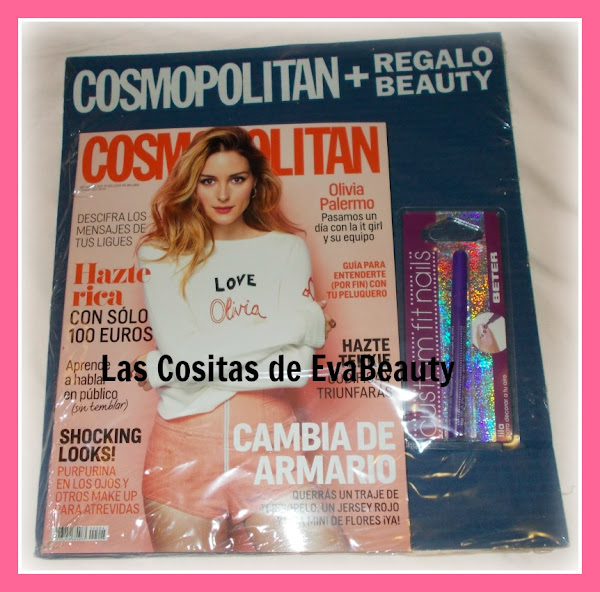 COSMOPOLITAN + REGALO
BEAUTY
COSMOPOLITAN
DESCIFRA LOS
MENSAJES DE
TUS LIGUES
Hazte
rica
CON SÓLO
100 EUROS
Aprende
a hablar
en público
(sin temblar)
SHOCKING
LOOKS!
PURPURINA
EN LOS OJOS Y
OTROS MAKE UP
PARA ATREVIDAS
LOVE
Olivia
Olivia
Palermo
Pasamos un
día con la it girl
y su equipo
GUÍA PARA
ENTENDERTE
(POR FIN) CON
TU PELUQUERO
HAZTE
TRIUNFARÁS
Las Cositas de EvaBeauty
CAMBIA DE
ARMARIO
QUERRÁS UN TRAJE DE
TERCIOPELO, UN JERSEY ROJO
MINI DE FLORES ¡YA!
fit nails
BETER
lila